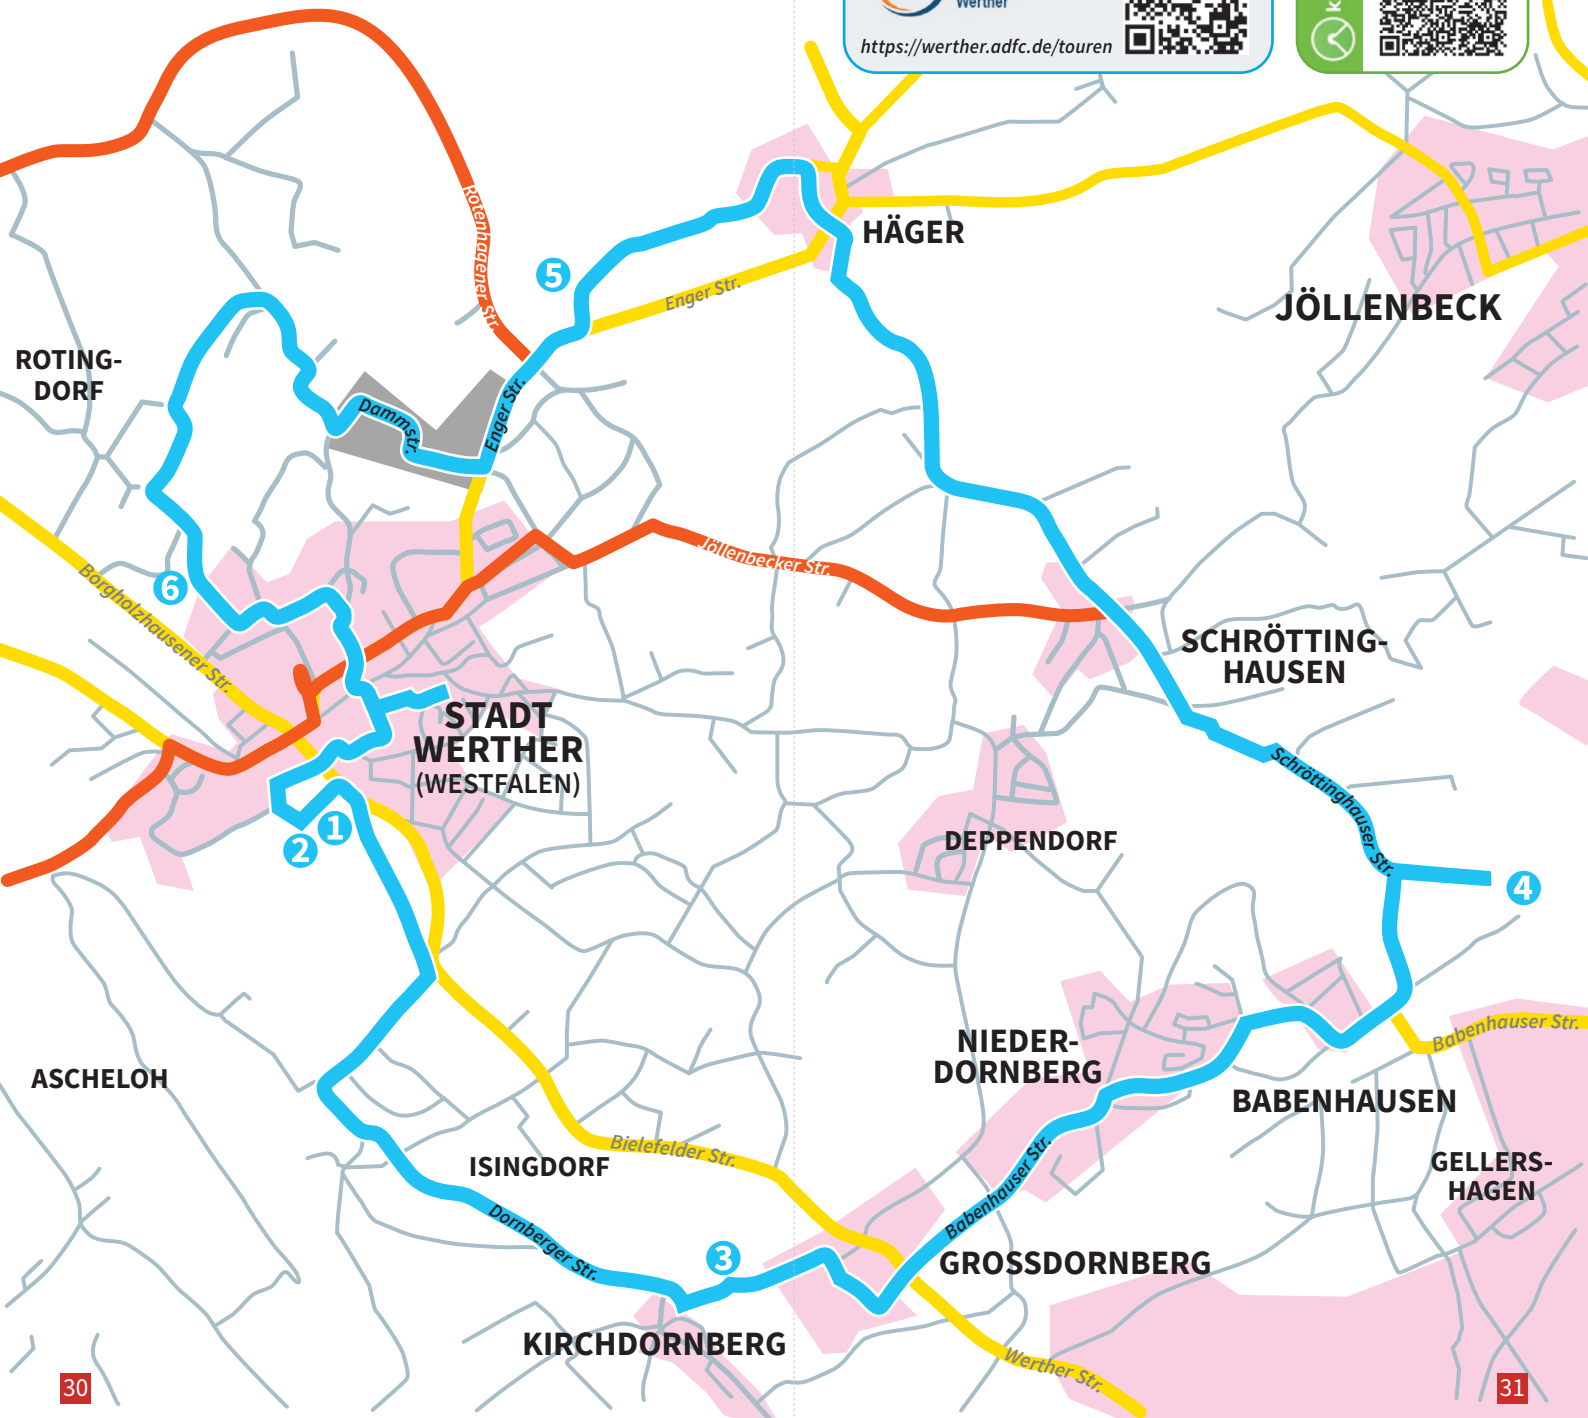 Werther
https://werther.adfc.de/touren
k
Rotenhagener Str.
HÄGER
5
Enger Str.
JÖLLENBECK
ROTING-
DORF
Dammstr.
Enger Str.
Jöllenbecker Str.
6
Borgholzhausener Str.
SCHRÖTTING-
HAUSEN
STADT
WERTHER
(WESTFALEN)
Schröttinghauser Str.
1
2
DEPPENDORF
4
NIEDER-
DORNBERG
Babenhauser Str.
ASCHELOH
BABENHAUSEN
Bielefelder Str.
ISINGDORF
GELLERS-
HAGEN
Babenhauser Str.
Dornberger Str.
3
GROSSDORNBERG
KIRCHDORNBERG
Werther Str.
30
31